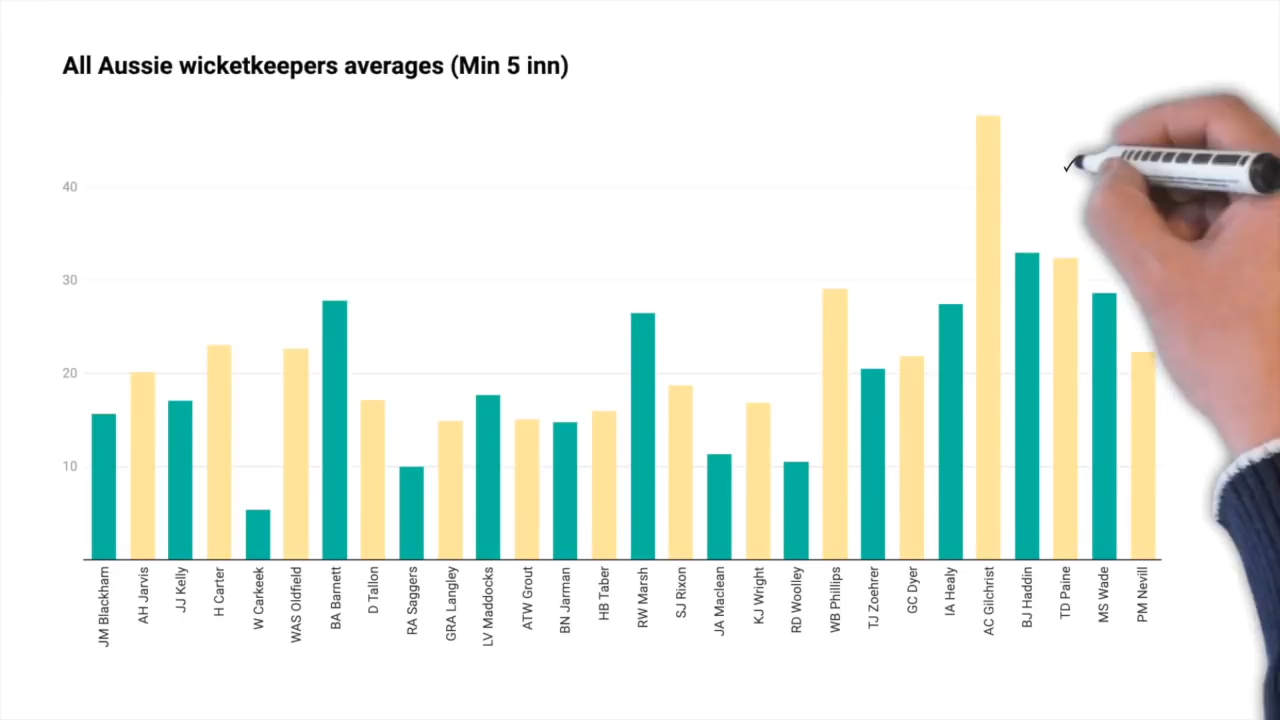 All Aussie wicketkeepers averages (Min 5 inn)
40
30
20
10
JM Blackham
AH Jarvis
JJ Kelly
H Carter
W Carkeek
WAS Oldfield
BA Barnett
D Tallon
RA Saggers
GRA Langley
LV Maddocks
ATW Grout
BN Jarman
HB Taber
RW Marsh
SJ Rixon
JA Maclean
KJ Wright
RD Woolley
WB Phillips
TJ Zoehrer
GC Dyer
IA Healy
AC Gilchrist
BJ Haddin
TD Paine
MS Wade
PM Nevill